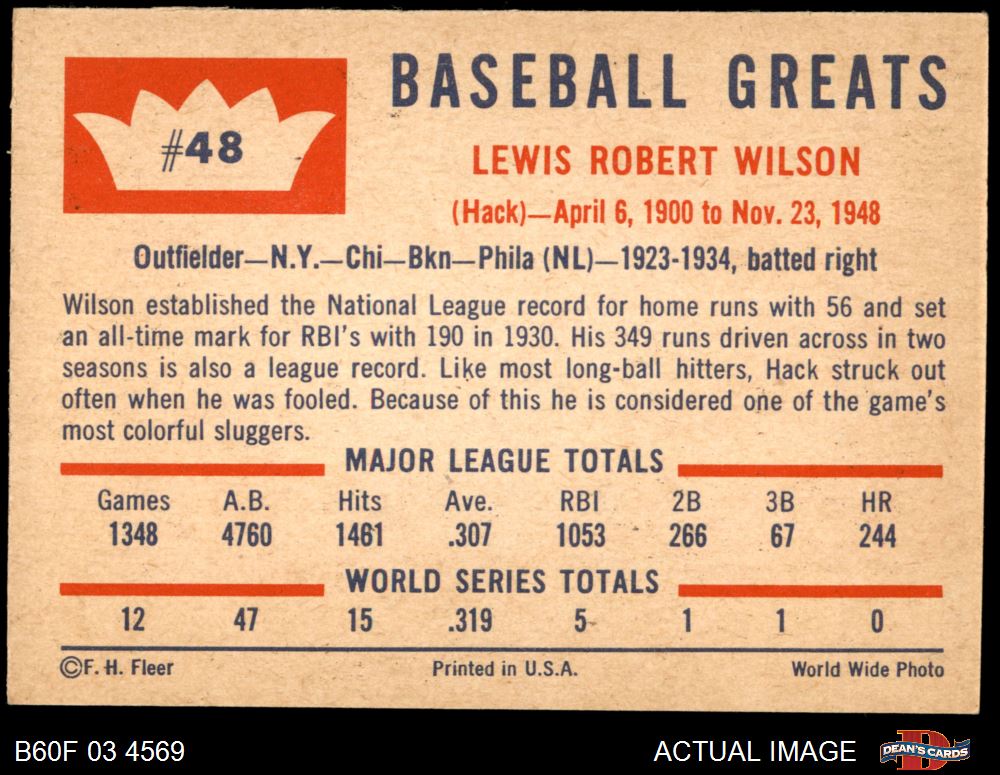 #48
BASEBALL GREATS
LEWIS ROBERT WILSON
(Hack)—April 6, 1900 to Nov. 23, 1948
Outfielder—N.Y.—Chi—Bkn—Phila (NL)—1923-1934, batted right
Wilson established the National League record for home runs with 56 and set
an all-time mark for RBI's with 190 in 1930. His 349 runs driven across in two
seasons is also a league record. Like most long-ball hitters, Hack struck out
often when he was fooled. Because of this he is considered one of the game's
most colorful sluggers.
MAJOR LEAGUE TOTALS
Games A.B. Hits Ave. RBI 2B 3B HR
1348 4760 1461 .307 1053 266 67 244
WORLD SERIES TOTALS
12 47 15 .319 5 1 1 0
©F. H. Fleer Printed in U.S.A. World Wide Photo
B60F 03 4569 ACTUAL IMAGE D DEAN'S CARDS